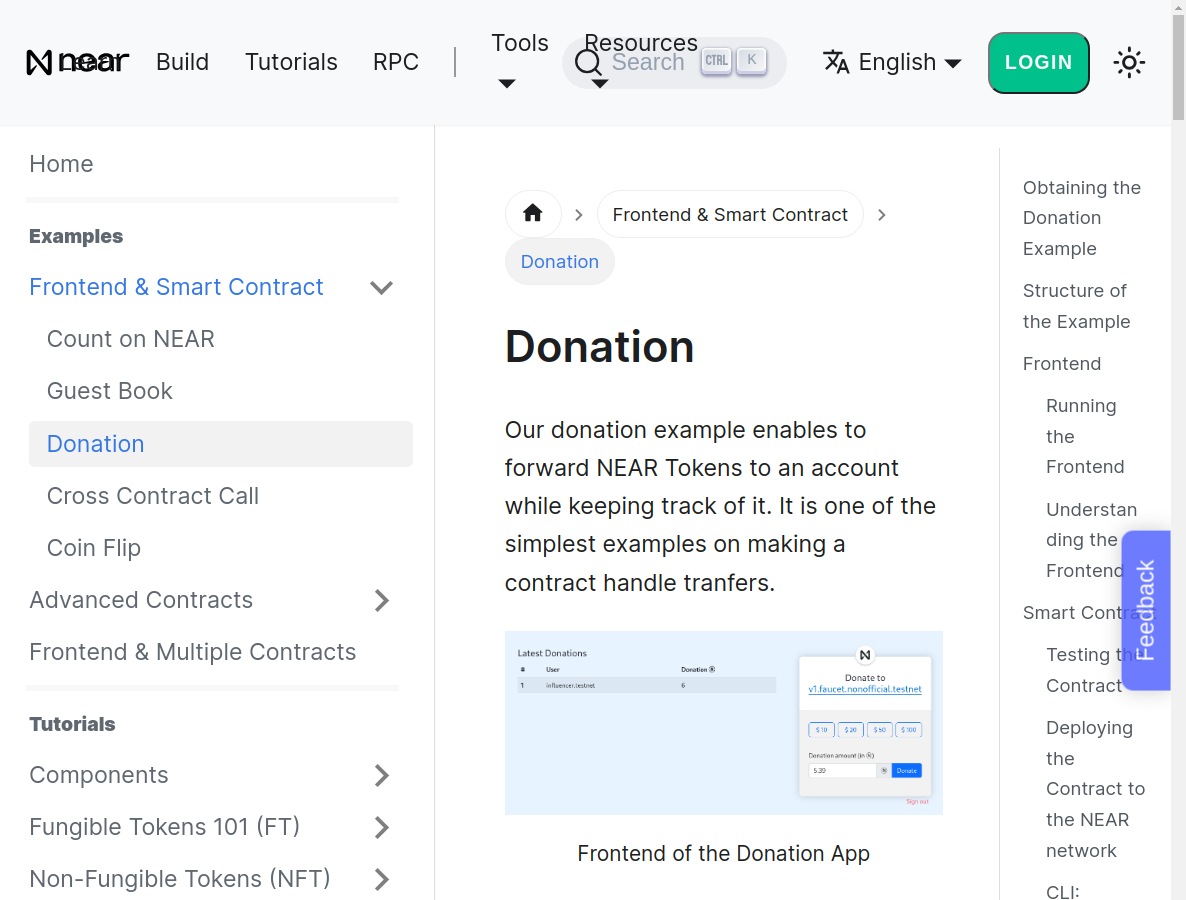 near
Learn
Build
Tutorials
RPC
Tools
Resources
Search
CTRL
K
English
LOGIN
Home
Examples
Frontend & Smart Contract
Count on NEAR
Guest Book
Donation
Cross Contract Call
Coin Flip
Advanced Contracts
Frontend & Multiple Contracts
Tutorials
Components
Fungible Tokens 101 (FT)
Non-Fungible Tokens (NFT)
Frontend & Smart Contract
Donation
Donation
Our donation example enables to
forward NEAR Tokens to an account
while keeping track of it. It is one of the
simplest examples on making a
contract handle tranfers.
Latest Donations
# User Donation Ⓝ
1 influencer.testnet 6
Donate to
v1.faucet.nonofficial.testnet
$ 10 $ 20 $ 50 $ 100
Donation amount (in Ⓝ)
5.39 Ⓝ Donate
Sign out
Frontend of the Donation App
Obtaining the
Donation
Example
Structure of
the Example
Frontend
Running
the
Frontend
Understan
ding the
Frontend
Smart Contract
Testing the
Contract
Deploying
the
Contract to
the NEAR
network
CLI:
Feedback